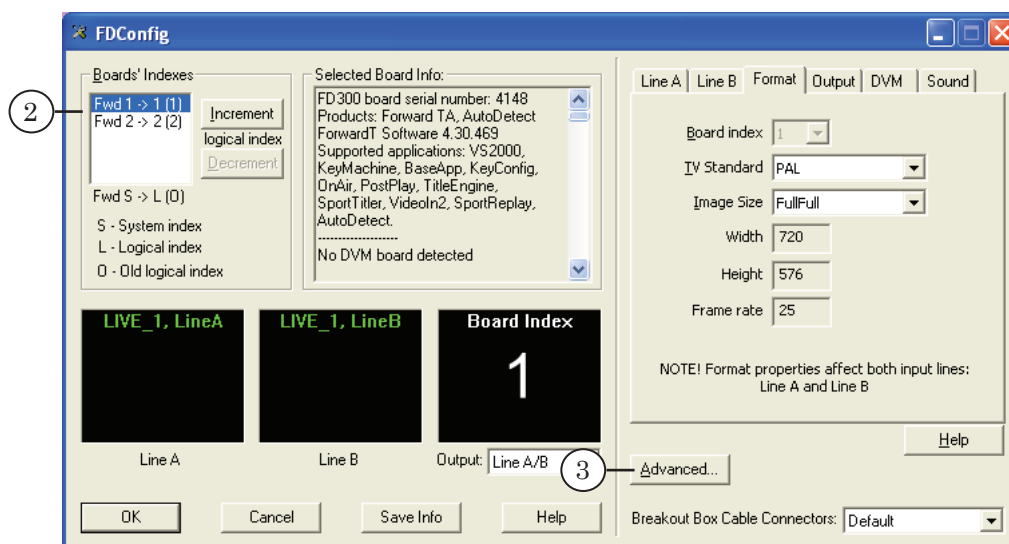 FDConfig
Boards' Indexes
2
Fwd 1 -> 1 (1)
Fwd 2 -> 2 (2)
Increment
logical index
Decrement
Fwd S -> L (O)
S - System index
L - Logical index
O - Old logical index
Selected Board Info:
FD300 board serial number: 4148
Products: Forward TA, AutoDetect
ForwardT Software 4.30.469
Supported applications: VS2000,
KeyMachine, BaseApp, KeyConfig,
OnAir, PostPlay, TitleEngine,
SportTitler, VideoIn2, SportReplay,
AutoDetect.
--------------------
No DVM board detected
LIVE_1, LineA
LIVE_1, LineB
Board Index
1
Line A
Line B
Output: Line A/B
OK
Cancel
Save Info
Help
Line A
Line B
Format
Output
DVM
Sound
Board index 1
TV Standard PAL
Image Size FullFull
Width 720
Height 576
Frame rate 25
NOTE! Format properties affect both input lines:
Line A and Line B
Help
3
Advanced...
Breakout Box Cable Connectors: Default